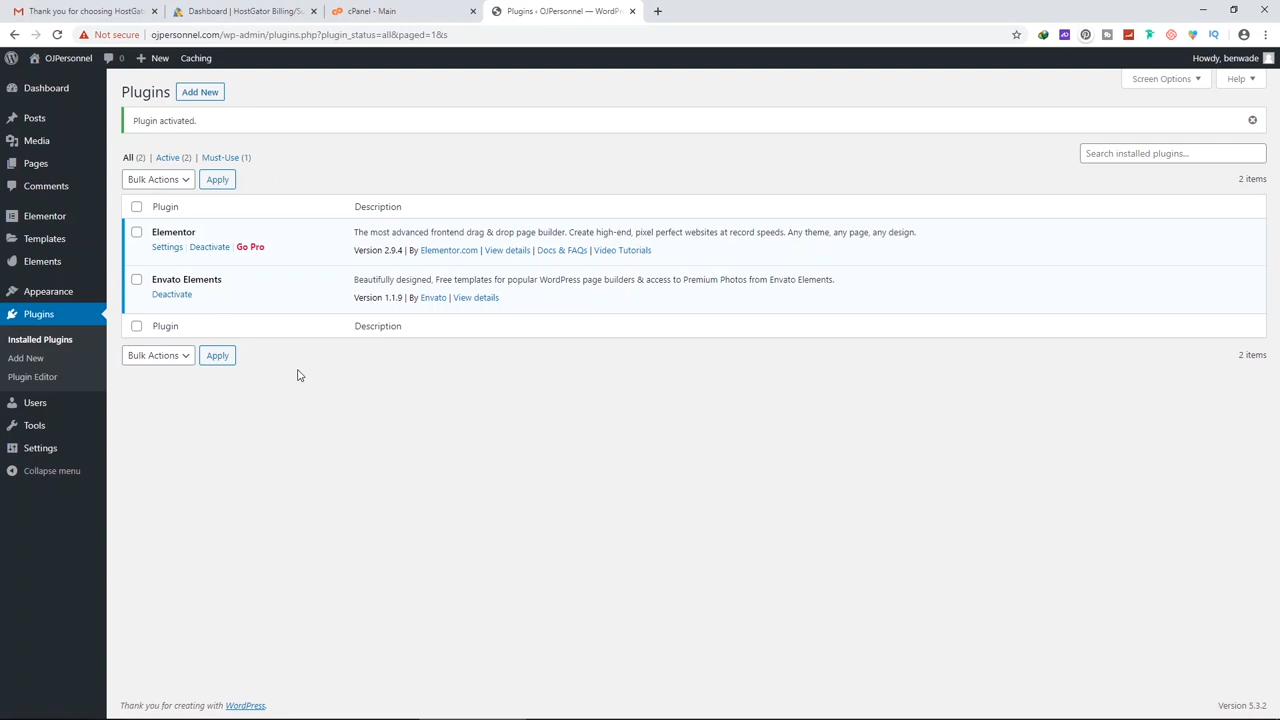 Thank you for choosing HostGa
Dashboard | HostGator Billing/Su
cPanel - Main
Plugins ‹ OJPersonnel — WordPr
Not secure
ojpersonnel.com/wp-admin/plugins.php?plugin_status=all&paged=1&s
OJPersonnel
0
New
Caching
Howdy, benwade
Dashboard
Posts
Media
Pages
Comments
Elementor
Templates
Elements
Appearance
Plugins
Installed Plugins
Add New
Plugin Editor
Users
Tools
Settings
Collapse menu
Screen Options
Help
Plugins
Add New
Plugin activated.
All (2) | Active (2) | Must-Use (1)
Search installed plugins...
Bulk Actions
Apply
2 items
Plugin
Description
Elementor
Settings | Deactivate | Go Pro
The most advanced frontend drag & drop page builder. Create high-end, pixel perfect websites at record speeds. Any theme, any page, any design.
Version 2.9.4 | By Elementor.com | View details | Docs & FAQs | Video Tutorials
Envato Elements
Deactivate
Beautifully designed, Free templates for popular WordPress page builders & access to Premium Photos from Envato Elements.
Version 1.1.9 | By Envato | View details
Plugin
Description
Bulk Actions
Apply
2 items
Thank you for creating with WordPress.
Version 5.3.2